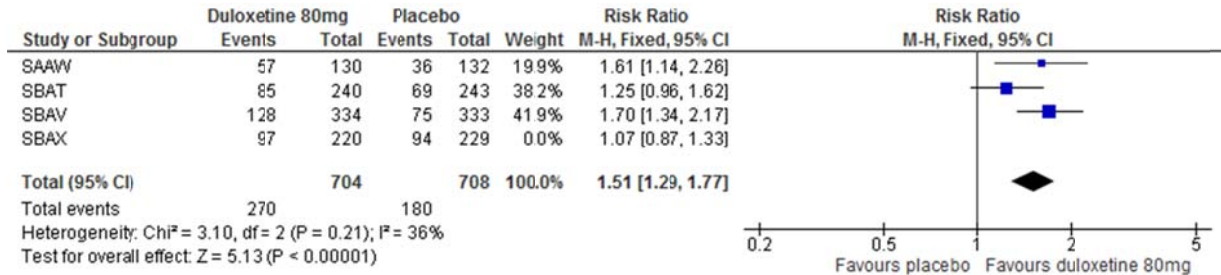 Duloxetine 80mg Placebo Risk Ratio Risk Ratio
Study or Subgroup Events Total Events Total Weight M-H, Fixed, 95% CI M-H, Fixed, 95% CI
SAAW 57 130 36 132 19.9% 1.61 [1.14, 2.26]
SBAT 85 240 69 243 38.2% 1.25 [0.96, 1.62]
SBAV 128 334 75 333 41.9% 1.70 [1.34, 2.17]
SBAX 97 220 94 229 0.0% 1.07 [0.87, 1.33]
Total (95% CI) 704 708 100.0% 1.51 [1.29, 1.77]
Total events 270 180
Heterogeneity: Chi² = 3.10, df = 2 (P = 0.21); I² = 36%
Test for overall effect: Z = 5.13 (P < 0.00001)
0.2 0.5 1 2 5
Favours placebo Favours duloxetine 80mg